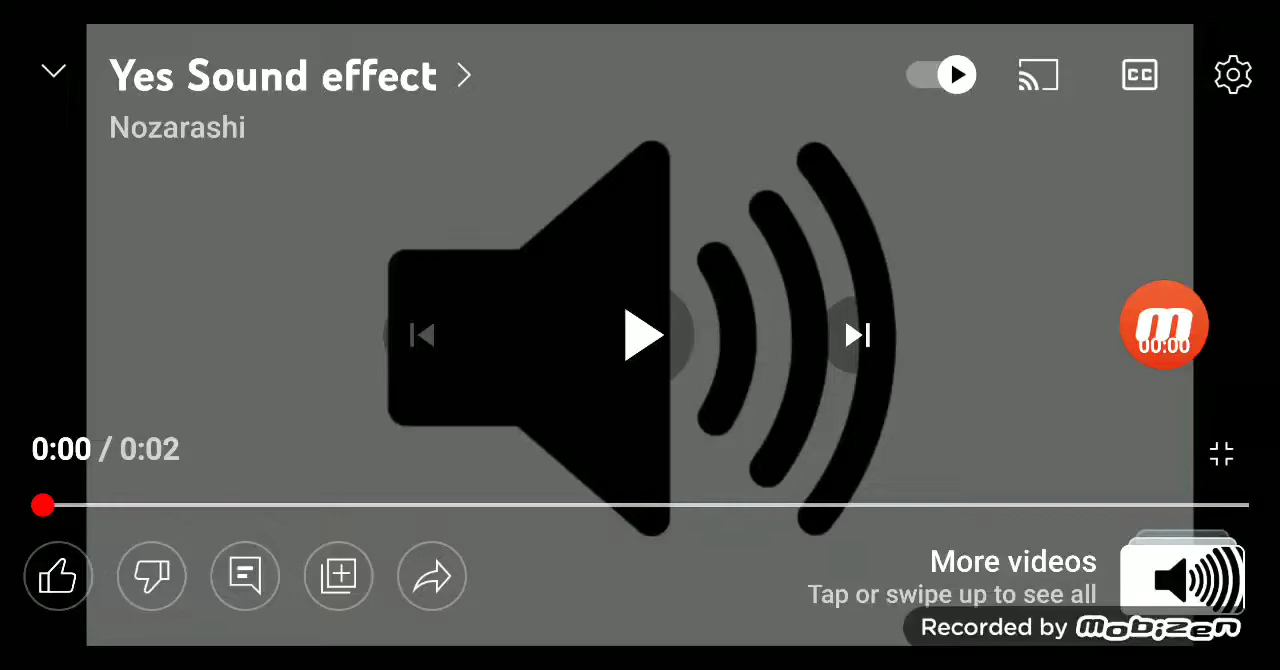 Yes Sound effect
Nozarashi
CC
m
00:00
0:00 / 0:02
More videos
Tap or swipe up to see all
Recorded by mobizen